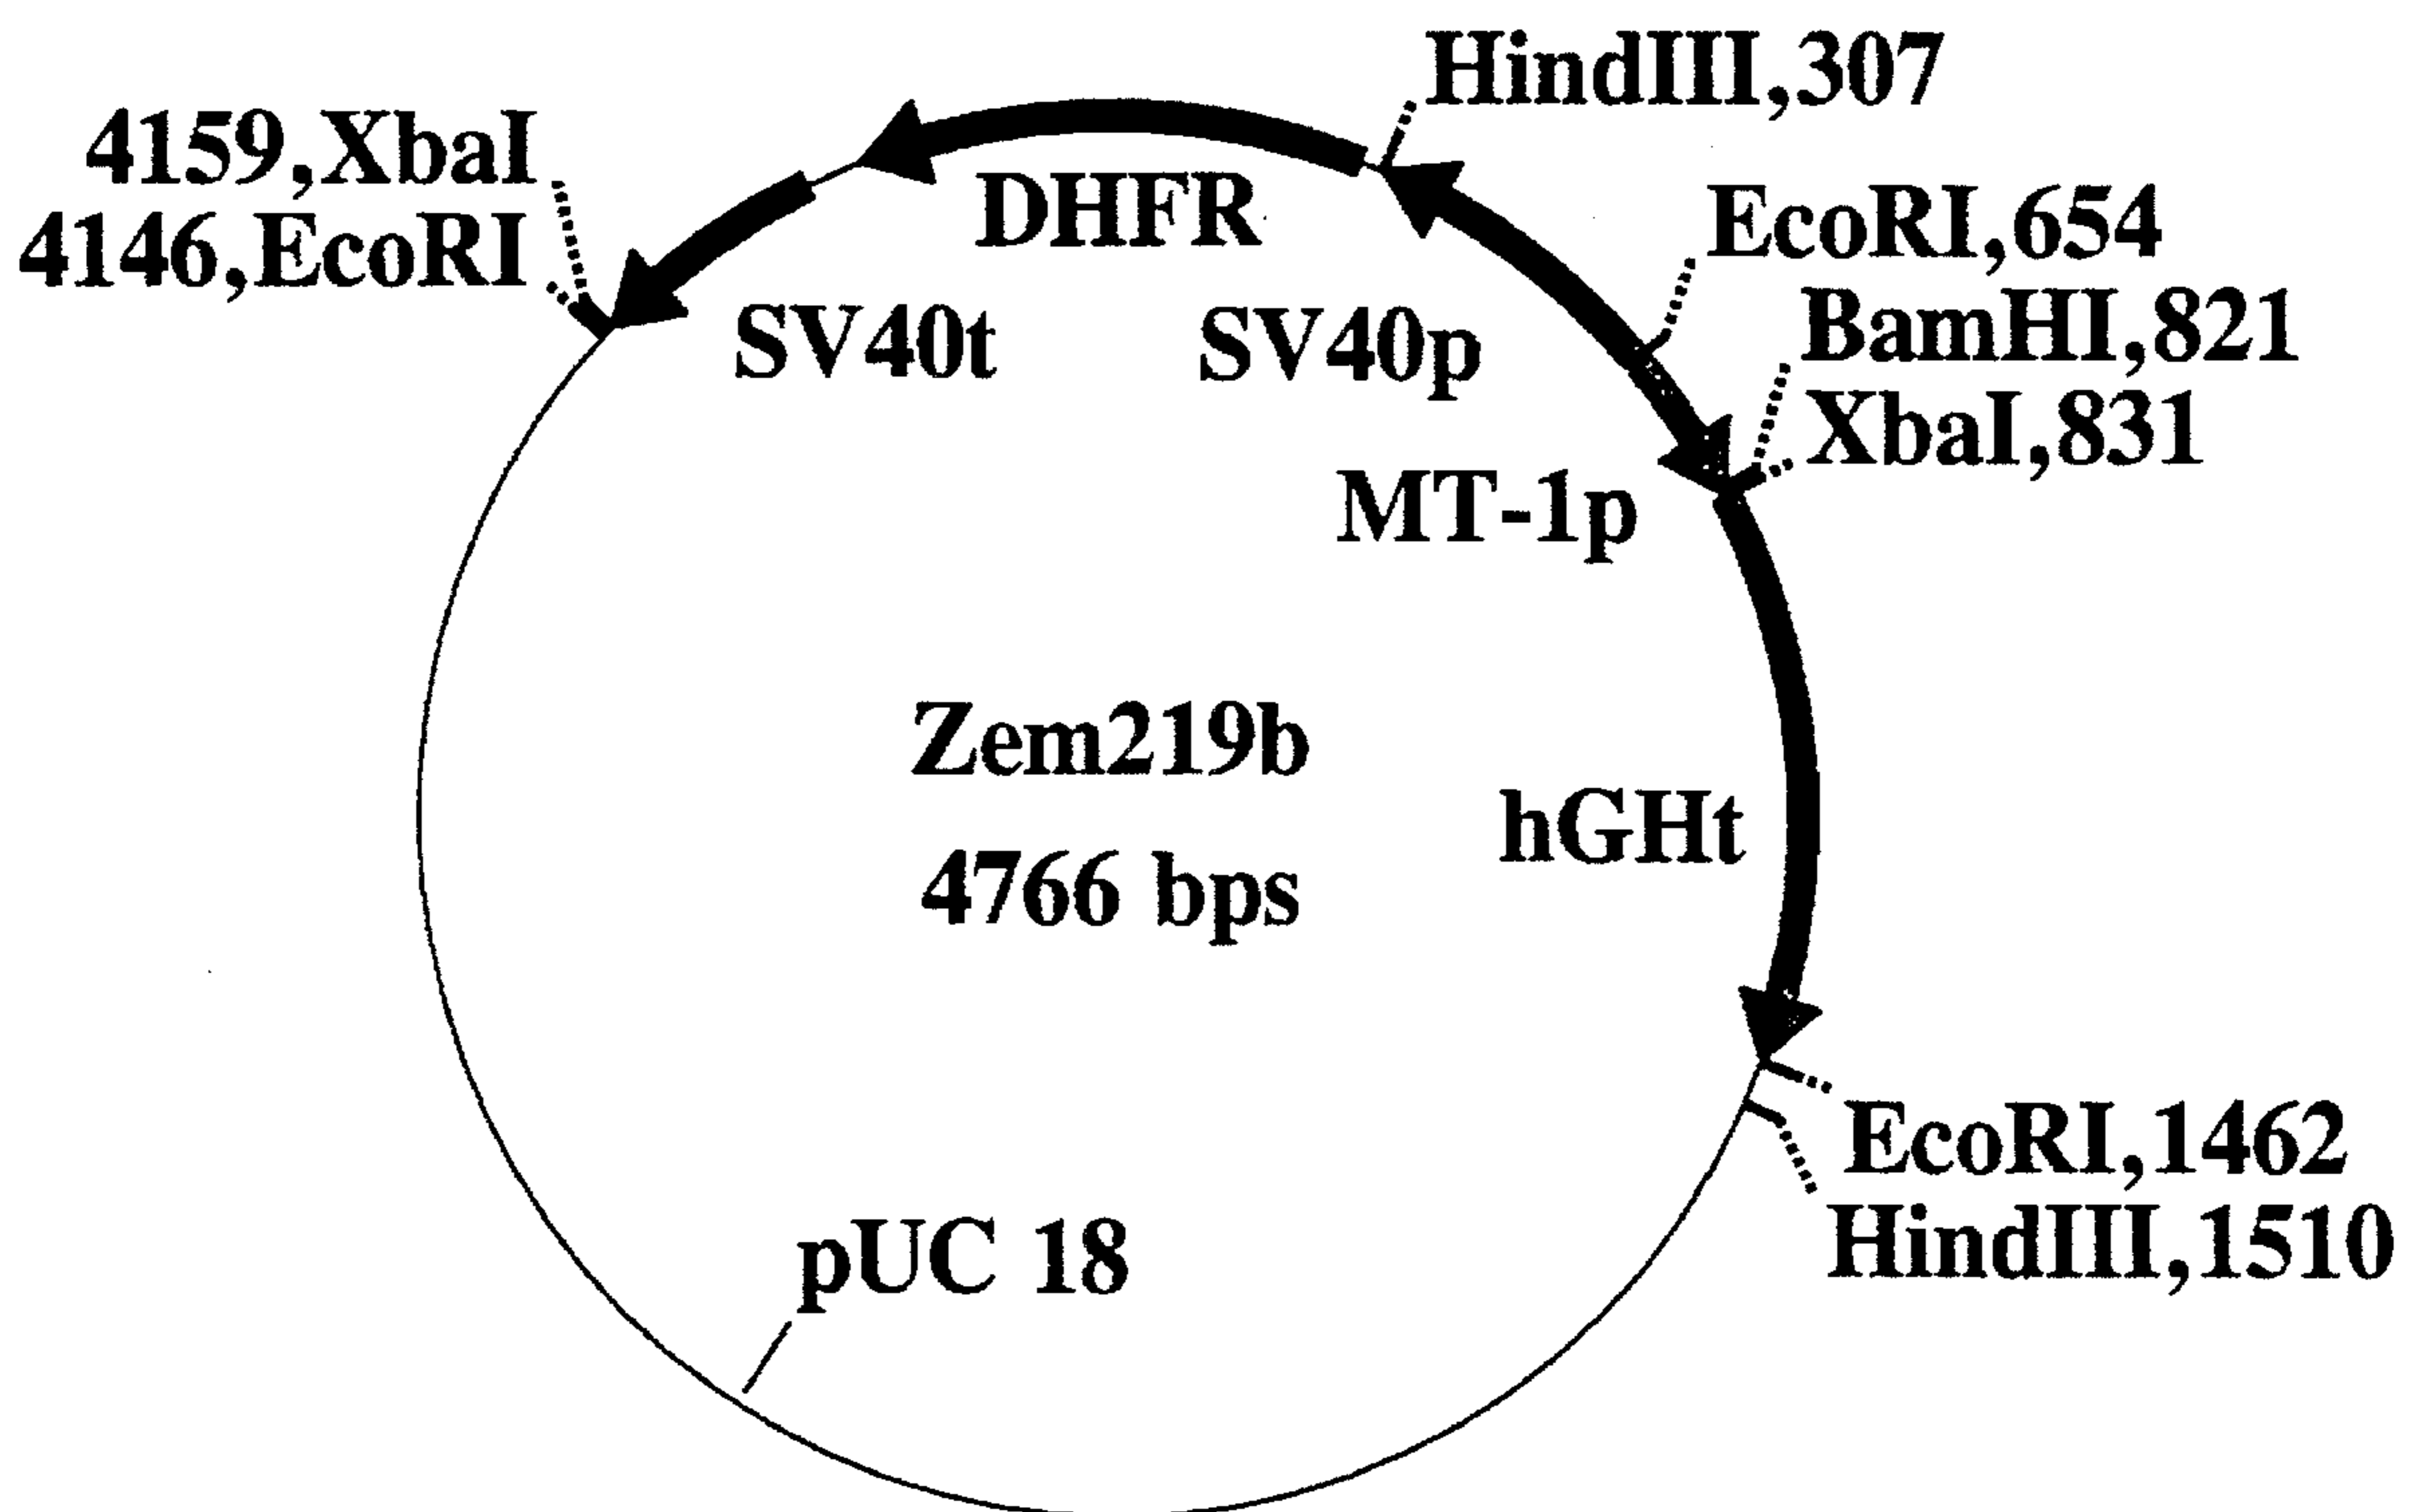 HindIII,307
4159,XbaI
4146,EcoRI
DHFR
EcoRI,654
BamHI,821
XbaI,831
SV40t
SV40p
MT-1p
Zem219b
4766 bps
hGHt
EcoRI,1462
HindIII,1510
pUC 18